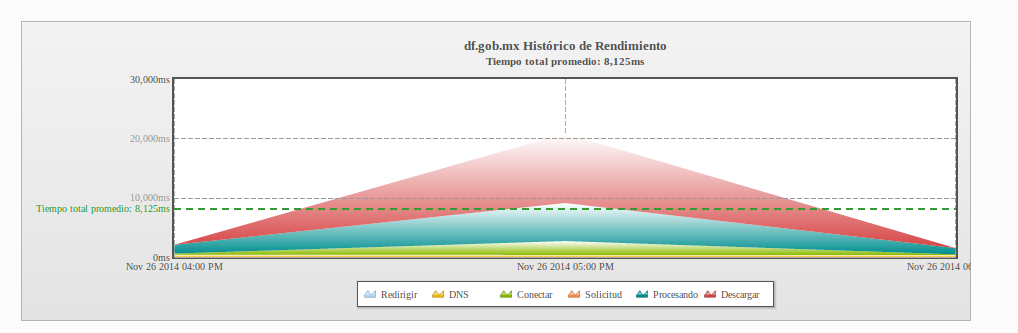 df.gob.mx Histórico de Rendimiento
Tiempo total promedio: 8,125ms
30,000ms
20,000ms
10,000ms
Tiempo total promedio: 8,125ms
0ms
Nov 26 2014 04:00 PM Nov 26 2014 05:00 PM Nov 26 2014 06
Redirigir DNS Conectar Solicitud Procesando Descargar